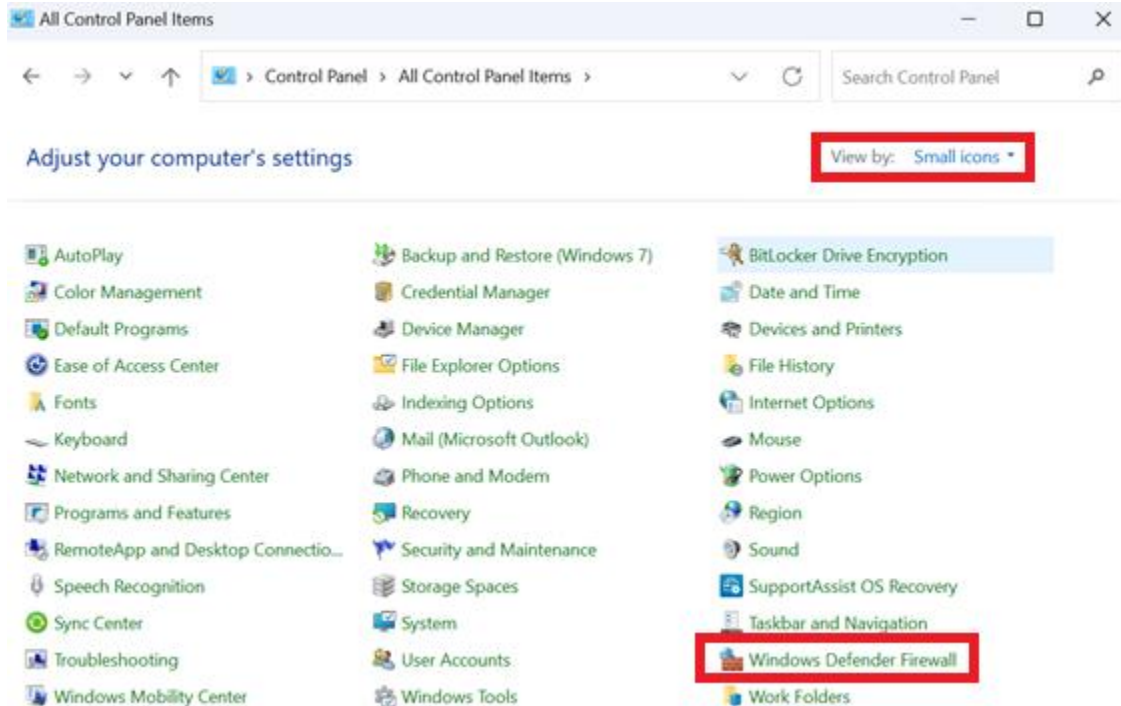 All Control Panel Items
Control Panel > All Control Panel Items >
Search Control Panel
Adjust your computer's settings
View by: Small icons
AutoPlay
Backup and Restore (Windows 7)
BitLocker Drive Encryption
Color Management
Credential Manager
Date and Time
Default Programs
Device Manager
Devices and Printers
Ease of Access Center
File Explorer Options
File History
Fonts
Indexing Options
Internet Options
Keyboard
Mail (Microsoft Outlook)
Mouse
Network and Sharing Center
Phone and Modem
Power Options
Programs and Features
Recovery
Region
RemoteApp and Desktop Connectio...
Security and Maintenance
Sound
Speech Recognition
Storage Spaces
SupportAssist OS Recovery
Sync Center
System
Taskbar and Navigation
Troubleshooting
User Accounts
Windows Defender Firewall
Windows Mobility Center
Windows Tools
Work Folders